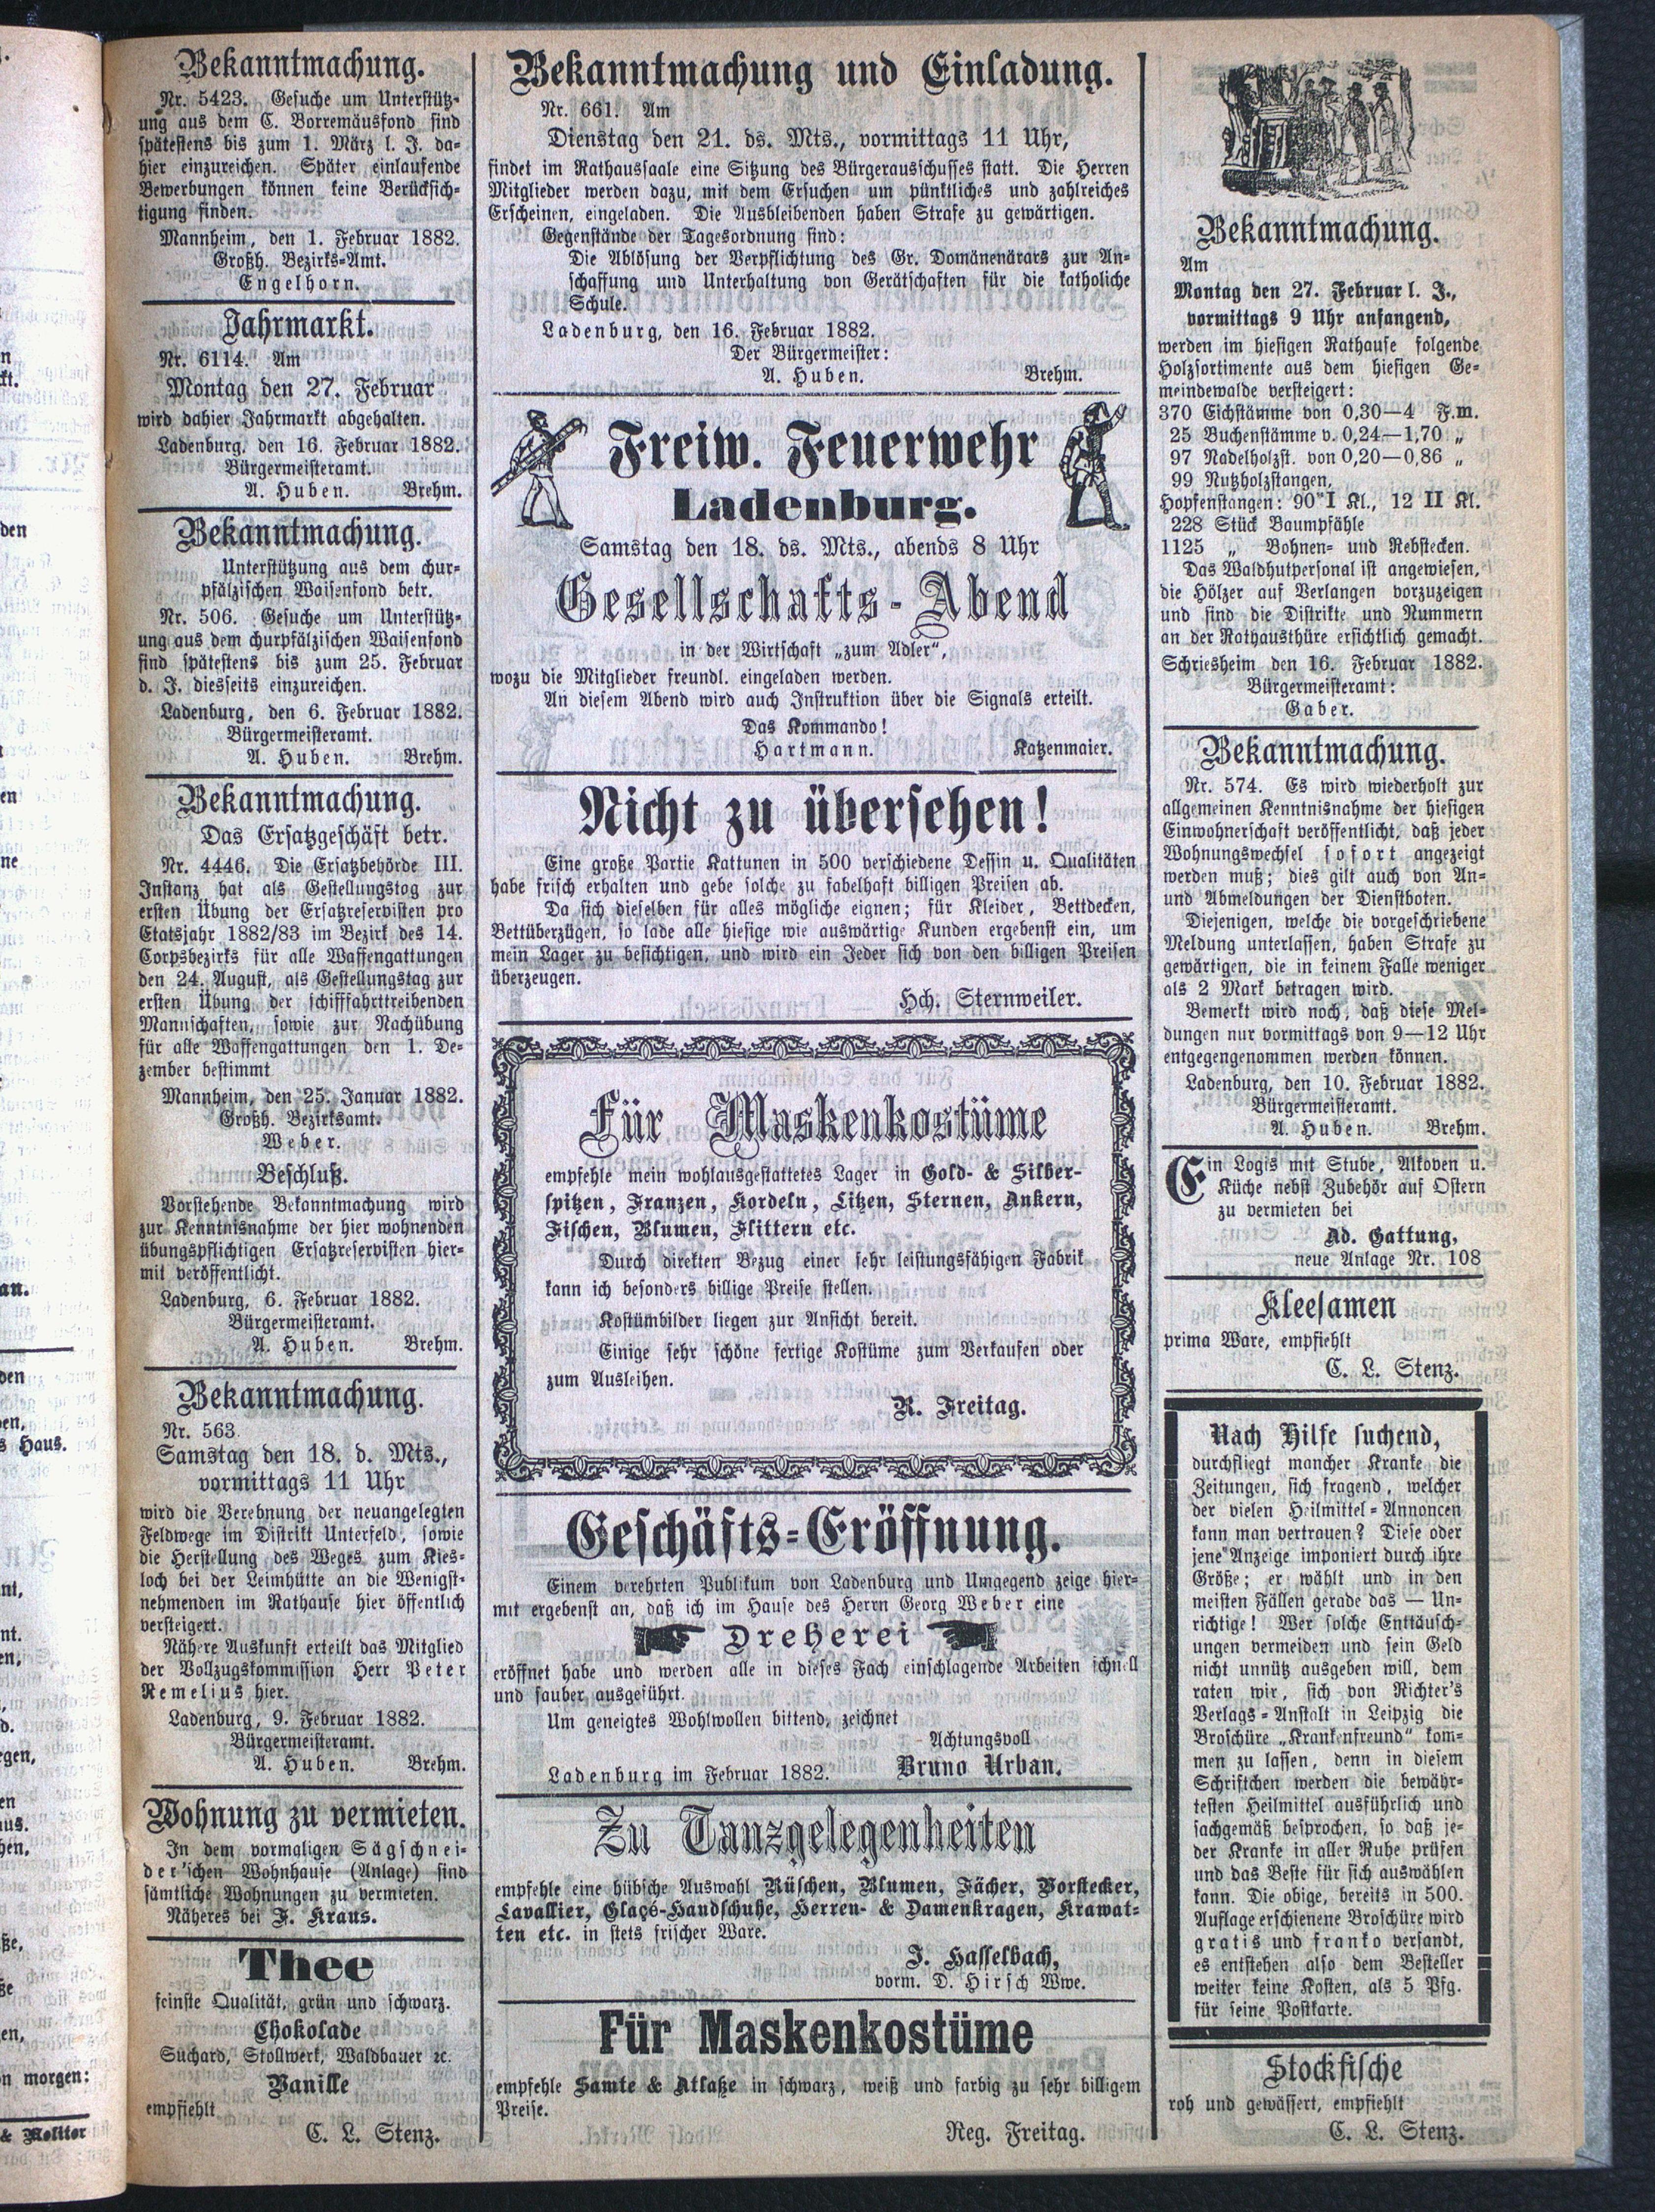 Bekanntmachung.
Nr. 5423. Gesuche um Unterstütz-
ung aus dem C. Borremäusfond sind
spätestens bis zum 1. März l. J. da-
hier einzureichen. Später einlaufende
Bewerbungen können keine Berücksich-
tigung finden.
Mannheim, den 1. Februar 1882.
Großh. Bezirks-Amt.
Engelhorn.
Jahrmarkt.
Nr. 6114. Am
Montag den 27. Februar
wird dahier Jahrmarkt abgehalten.
Ladenburg, den 16. Februar 1882.
Bürgermeisteramt.
A. Huben. Brehm.
Bekanntmachung.
Unterstützung aus dem chur-
pfälzischen Waisenfond betr.
Nr. 506. Gesuche um Unterstütz-
ung aus dem churpfälzischen Waisenfond
sind spätestens bis zum 25. Februar
d. J. diesseits einzureichen.
Ladenburg, den 6. Februar 1882.
Bürgermeisteramt.
A. Huben. Brehm.
Bekanntmachung.
Das Ersatzgeschäft betr.
Nr. 4446. Die Ersatzbehörde III.
Instanz hat als Gestellungstag zur
ersten Übung der Ersatzreservisten pro
Etatsjahr 1882/83 im Bezirk des 14.
Corpsbezirks für alle Waffengattungen
den 24. August, als Gestellungstag zur
ersten Übung der schifffahrttreibenden
Mannschaften, sowie zur Nachübung
für alle Waffengattungen den 1. De-
zember bestimmt
Mannheim, den 25. Januar 1882.
Großh. Bezirksamt.
Weber.
Beschluß.
Vorstehende Bekanntmachung wird
zur Kenntnisnahme der hier wohnenden
übungspflichtigen Ersatzreservisten hier-
mit veröffentlicht.
Ladenburg, 6. Februar 1882.
Bürgermeisteramt.
A. Huben. Brehm.
Bekanntmachung.
Nr. 563.
Samstag den 18. d. Mts.,
vormittags 11 Uhr
wird die Verebnung der neuangelegten
Feldwege im Distrikt Unterfeld, sowie
die Herstellung des Weges zum Kies-
loch bei der Leimhütte an die Wenigst-
nehmenden im Rathause hier öffentlich
versteigert.
Nähere Auskunft erteilt das Mitglied
der Vollzugskommission Herr Peter
Remelius hier.
Ladenburg, 9. Februar 1882.
Bürgermeisteramt.
A. Huben. Brehm.
Wohnung zu vermieten.
In dem vormaligen Sägschnei-
der'schen Wohnhause (Anlage) sind
sämtliche Wohnungen zu vermieten.
Näheres bei F. Kraus.
Thee
feinste Qualität, grün und schwarz.
Chokolade
Suchard, Stollwerk, Waldbauer ꝛc.
Vanille
empfiehlt
C. L. Stenz.
Bekanntmachung und Einladung.
Nr. 661. Am
Dienstag den 21. ds. Mts., vormittags 11 Uhr,
findet im Rathaussaale eine Sitzung des Bürgerausschusses statt. Die Herren
Mitglieder werden dazu, mit dem Ersuchen um pünktliches und zahlreiches
Erscheinen, eingeladen. Die Ausbleibenden haben Strafe zu gewärtigen.
Gegenstände der Tagesordnung sind:
Die Ablösung der Verpflichtung des Gr. Domänenärars zur An-
schaffung und Unterhaltung von Gerätschaften für die katholische
Schule.
Ladenburg, den 16. Februar 1882.
Der Bürgermeister:
A. Huben. Brehm.
Freiw. Feuerwehr
Ladenburg.
Samstag den 18. ds. Mts., abends 8 Uhr
Gesellschafts-Abend
in der Wirtschaft „zum Adler“,
wozu die Mitglieder freundl. eingeladen werden.
An diesem Abend wird auch Instruktion über die Signals erteilt.
Das Kommando!
Hartmann. Katzenmaier.
Nicht zu übersehen!
Eine große Partie Kattunen in 500 verschiedene Dessin u. Qualitäten
habe frisch erhalten und gebe solche zu fabelhaft billigen Preisen ab.
Da sich dieselben für alles mögliche eignen; für Kleider, Bettdecken,
Bettüberzügen, so lade alle hiesige wie auswärtige Kunden ergebenst ein, um
mein Lager zu besichtigen, und wird ein Jeder sich von den billigen Preisen
überzeugen.
Hch. Sternweiler.
Für Maskenkostüme
empfehle mein wohlausgestattetes Lager in Gold- & Silber-
spitzen, Franzen, Kordeln, Litzen, Sternen, Ankern,
Fischen, Blumen, Flittern etc.
Durch direkten Bezug einer sehr leistungsfähigen Fabrik
kann ich besonders billige Preise stellen.
Kostümbilder liegen zur Ansicht bereit.
Einige sehr schöne fertige Kostüme zum Verkaufen oder
zum Ausleihen.
R. Freitag.
Geschäfts-Eröffnung.
Einem verehrten Publikum von Ladenburg und Umgegend zeige hier-
mit ergebenst an, daß ich im Hause des Herrn Georg Weber eine
Dreherei
eröffnet habe und werden alle in dieses Fach einschlagende Arbeiten schnell
und sauber ausgeführt.
Um geneigtes Wohlwollen bittend, zeichnet
Achtungsvoll
Ladenburg im Februar 1882. Bruno Urban.
Zu Tanzgelegenheiten
empfehle eine hübsche Auswahl Rüschen, Blumen, Fächer, Vorstecker,
Lavallier, Glaçé-Handschuhe, Herren- & Damenkragen, Krawat-
ten etc. in stets frischer Ware.
J. Hasselbach,
vorm. D. Hirsch Wwe.
Für Maskenkostüme
empfehle Samte & Atlaße in schwarz, weiß und farbig zu sehr billigem
Preise.
Reg. Freitag.
Bekanntmachung.
Am
Montag den 27. Februar l. J.,
vormittags 9 Uhr anfangend,
werden im hiesigen Rathause folgende
Holzsortimente aus dem hiesigen Ge-
meindewalde versteigert:
370 Eichstämme von 0,30—4 F.m.
25 Buchenstämme v. 0,24—1,70 „
97 Nadelholzst. von 0,20—0,86 „
99 Nutzholzstangen,
Hopfenstangen: 90 I Kl., 12 II Kl.
228 Stück Baumpfähle
1125 „ Bohnen- und Rebstecken.
Das Waldhutpersonal ist angewiesen,
die Hölzer auf Verlangen vorzuzeigen
und sind die Distrikte und Nummern
an der Rathausthüre ersichtlich gemacht.
Schriesheim den 16. Februar 1882.
Bürgermeisteramt:
Gaber.
Bekanntmachung.
Nr. 574. Es wird wiederholt zur
allgemeinen Kenntnisnahme der hiesigen
Einwohnerschaft veröffentlicht, daß jeder
Wohnungswechsel sofort angezeigt
werden muß; dies gilt auch von An-
und Abmeldungen der Dienstboten.
Diejenigen, welche die vorgeschriebene
Meldung unterlassen, haben Strafe zu
gewärtigen, die in keinem Falle weniger
als 2 Mark betragen wird.
Bemerkt wird noch, daß diese Mel-
dungen nur vormittags von 9—12 Uhr
entgegengenommen werden können.
Ladenburg, den 10. Februar 1882.
Bürgermeisteramt.
A. Huben. Brehm.
Ein Logis mit Stube, Alkoven u.
Küche nebst Zubehör auf Ostern
zu vermieten bei
Ad. Gattung,
neue Anlage Nr. 108
Kleesamen
prima Ware, empfiehlt
C. L. Stenz.
Nach Hilfe suchend,
durchfliegt mancher Kranke die
Zeitungen, sich fragend, welcher
der vielen Heilmittel-Annoncen
kann man vertrauen? Diese oder
jene Anzeige imponiert durch ihre
Größe; er wählt und in den
meisten Fällen gerade das — Un-
richtige! Wer solche Enttäusch-
ungen vermeiden und sein Geld
nicht unnütz ausgeben will, dem
raten wir, sich von Richter's
Verlags-Anstalt in Leipzig die
Broschüre „Krankenfreund“ kom-
men zu lassen, denn in diesem
Schriftchen werden die bewähr-
testen Heilmittel ausführlich und
sachgemäß besprochen, so daß je-
der Kranke in aller Ruhe prüfen
und das Beste für sich auswählen
kann. Die obige, bereits in 500.
Auflage erschienene Broschüre wird
gratis und franko versandt,
es entstehen also dem Besteller
weiter keine Kosten, als 5 Pfg.
für seine Postkarte.
Stockfische
roh und gewässert, empfiehlt
C. L. Stenz.